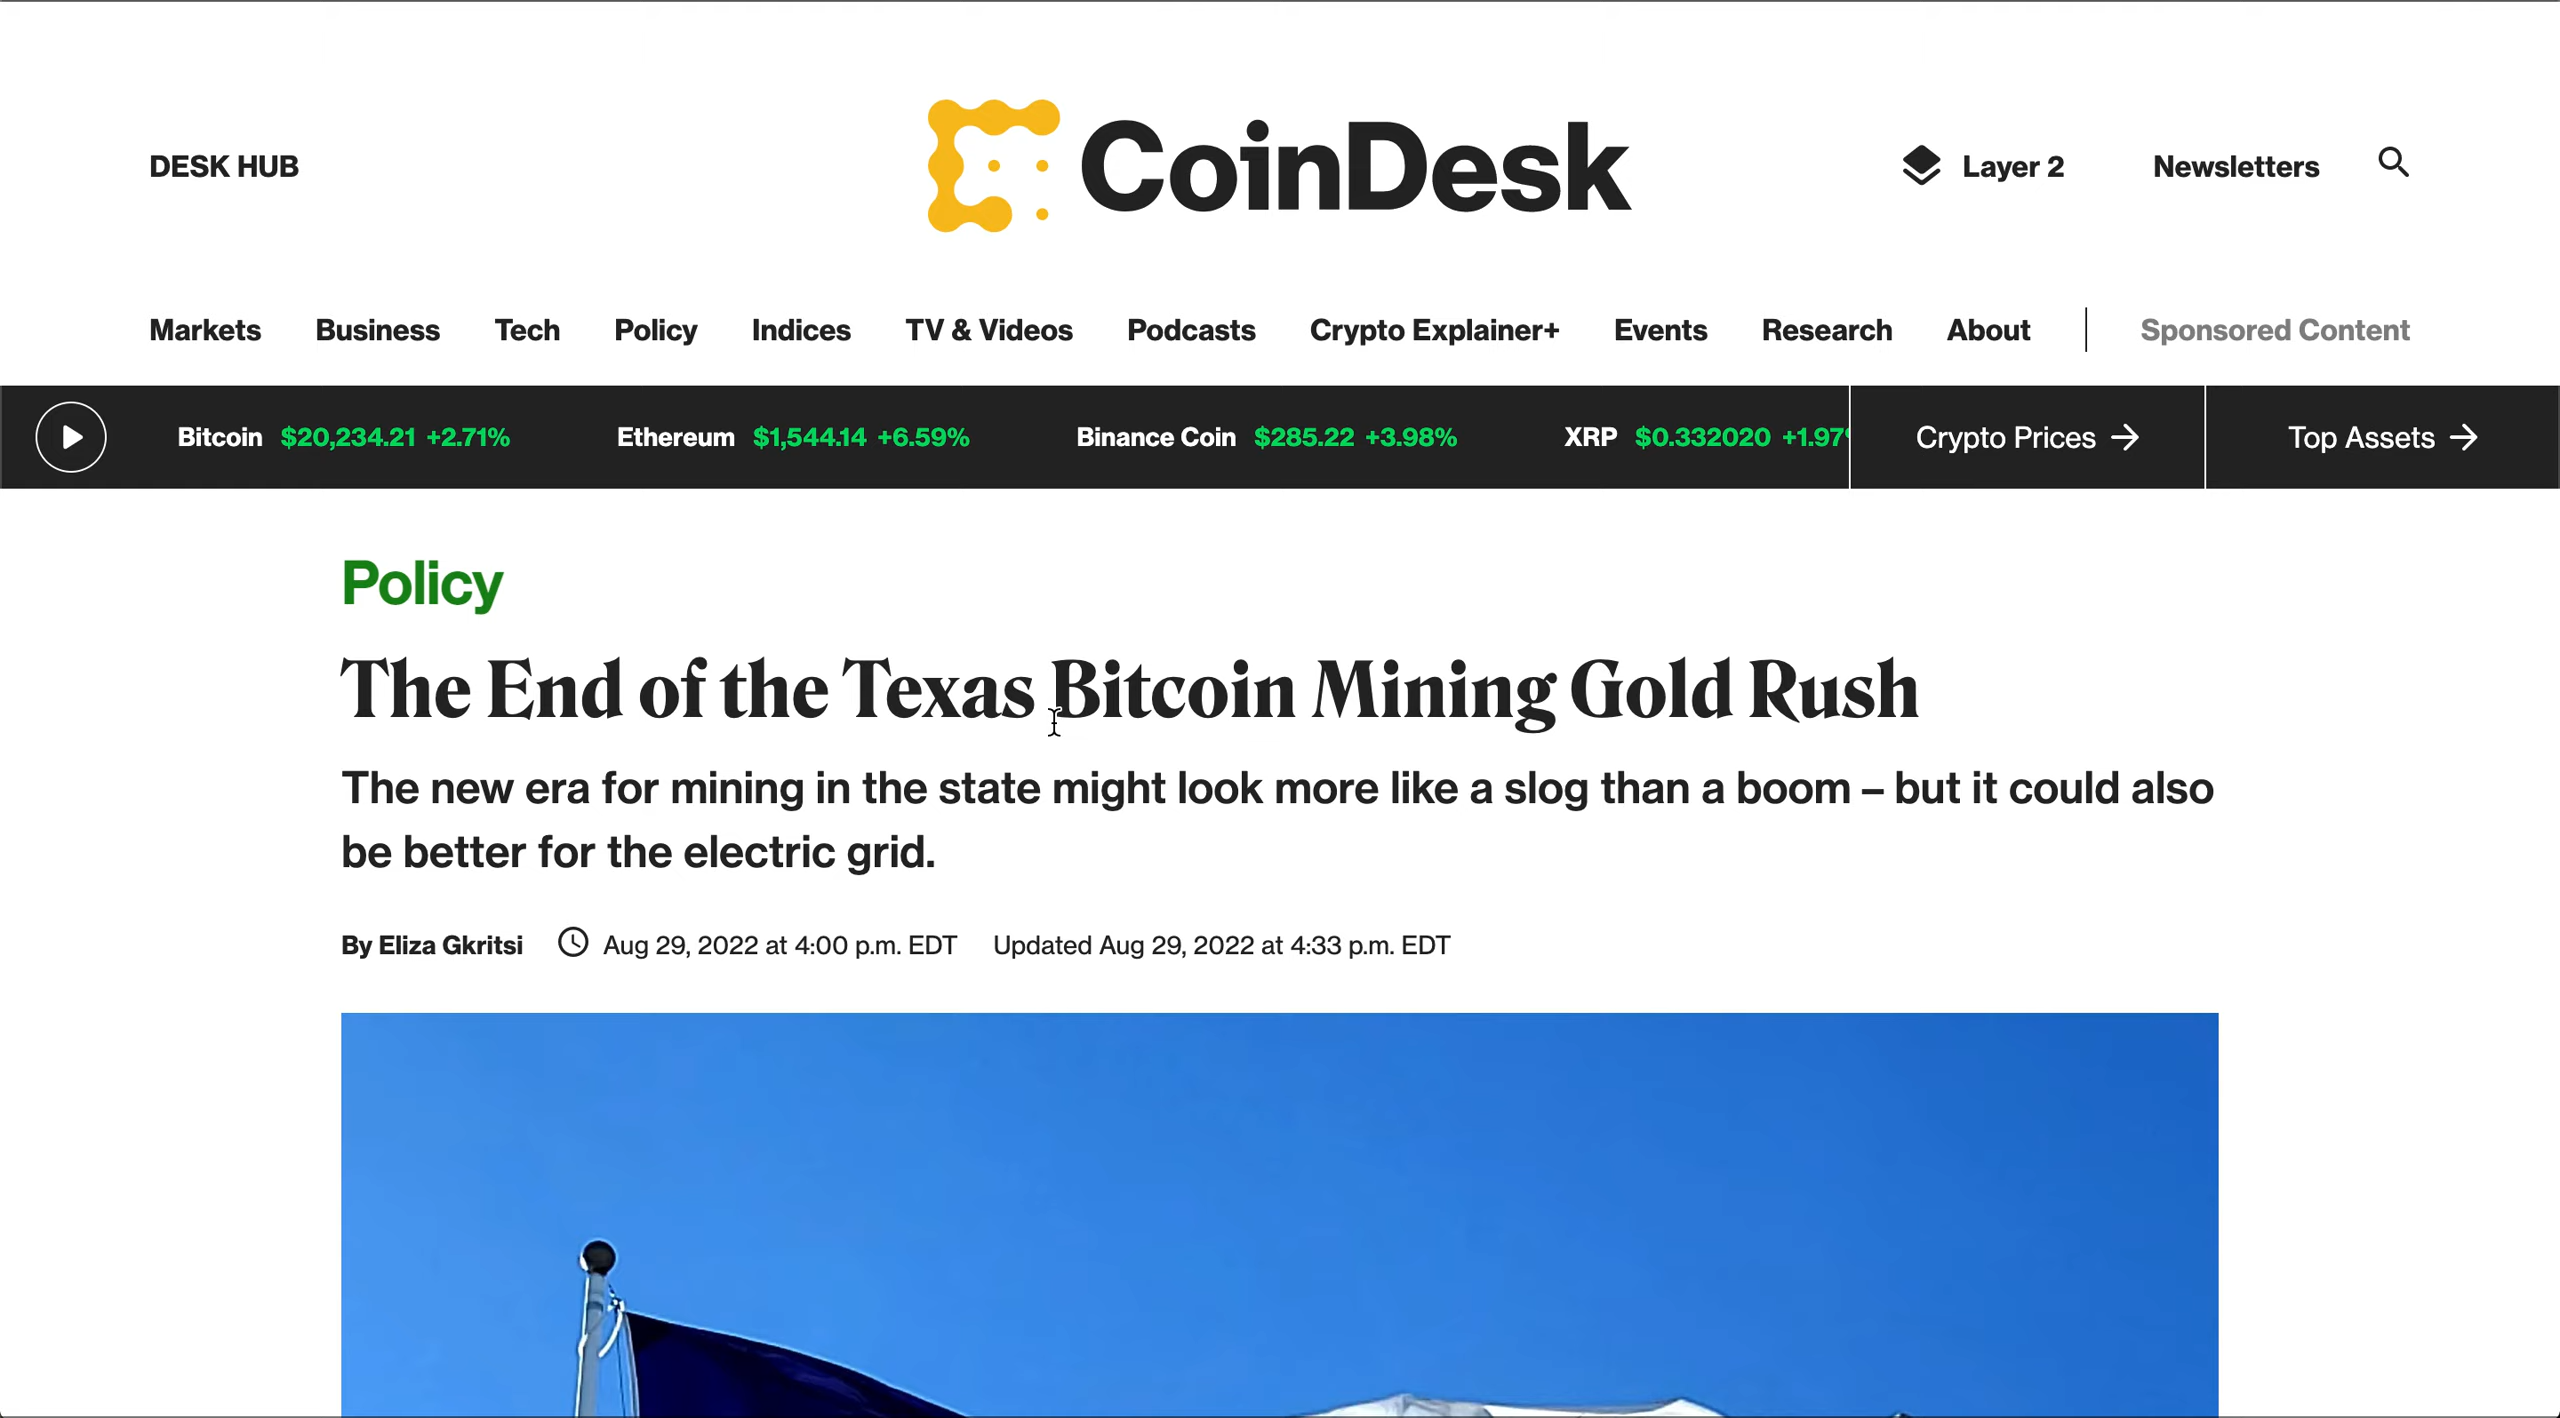 DESK HUB
CoinDesk
Layer 2
Newsletters
Markets Business Tech Policy Indices TV & Videos Podcasts Crypto Explainer+ Events Research About Sponsored Content
Bitcoin $20,234.21 +2.71% Ethereum $1,544.14 +6.59% Binance Coin $285.22 +3.98% XRP $0.332020 +1.97 Crypto Prices → Top Assets →
Policy
The End of the Texas Bitcoin Mining Gold Rush
The new era for mining in the state might look more like a slog than a boom – but it could also
be better for the electric grid.
By Eliza Gkritsi Aug 29, 2022 at 4:00 p.m. EDT Updated Aug 29, 2022 at 4:33 p.m. EDT